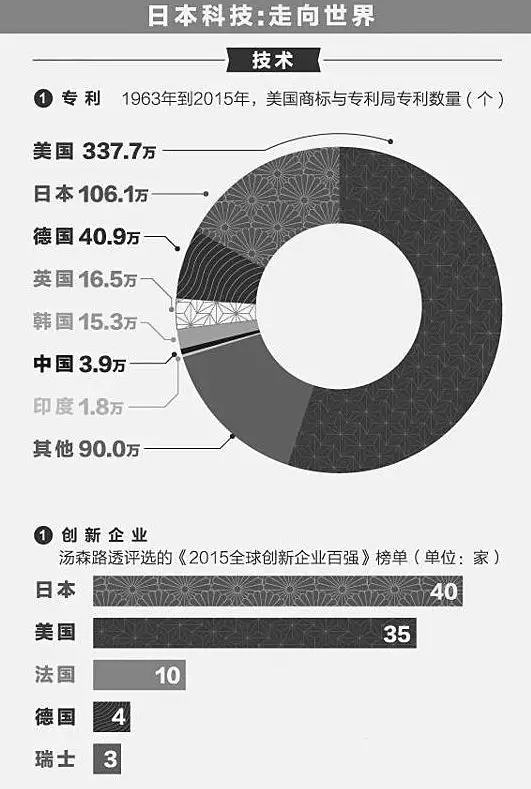 日本科技:走向世界
技术
1 专利 1963年到2015年，美国商标与专利局专利数量（个）
美国 337.7万
日本 106.1万
德国 40.9万
英国 16.5万
韩国 15.3万
中国 3.9万
印度 1.8万
其他 90.0万
1 创新企业
汤森路透评选的《2015全球创新企业百强》榜单（单位：家）
日本 40
美国 35
法国 10
德国 4
瑞士 3